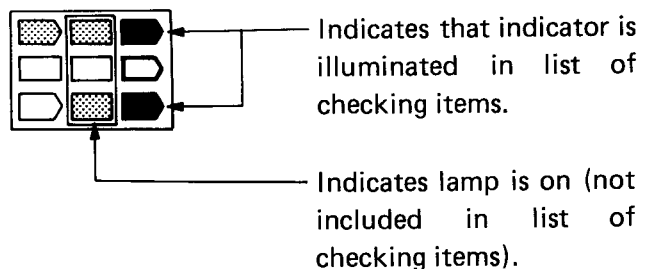 Indicates that indicator is
illuminated in list of
checking items.
Indicates lamp is on (not
included in list of
checking items).